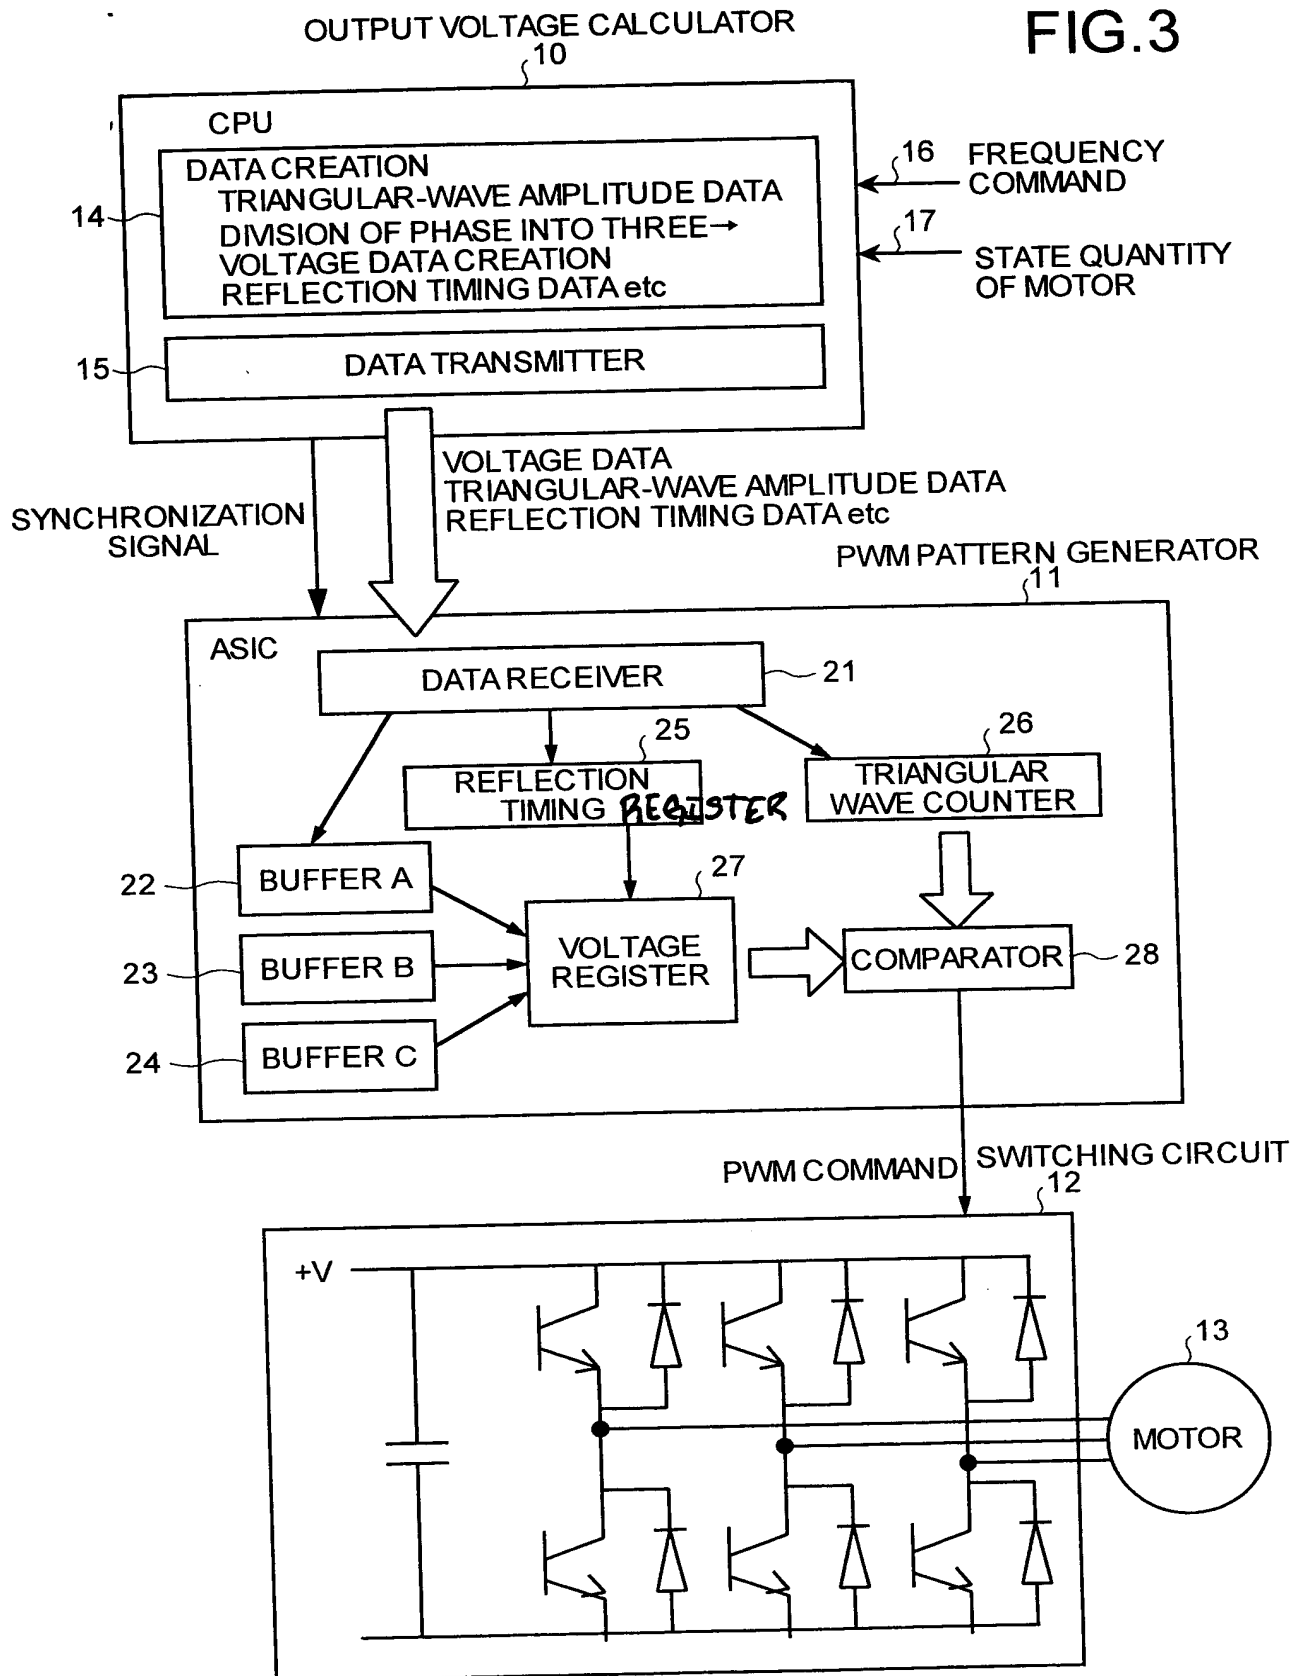 FIG.3
OUTPUT VOLTAGE CALCULATOR
10
CPU
DATA CREATION
TRIANGULAR-WAVE AMPLITUDE DATA
DIVISION OF PHASE INTO THREE→
VOLTAGE DATA CREATION
REFLECTION TIMING DATA etc
14
16
FREQUENCY
COMMAND
17
STATE QUANTITY
OF MOTOR
15
DATA TRANSMITTER
VOLTAGE DATA
TRIANGULAR-WAVE AMPLITUDE DATA
REFLECTION TIMING DATA etc
SYNCHRONIZATION
SIGNAL
PWM PATTERN GENERATOR
11
ASIC
DATA RECEIVER
21
25
REFLECTION
TIMING REGISTER
26
TRIANGULAR
WAVE COUNTER
22
BUFFER A
23
BUFFER B
24
BUFFER C
27
VOLTAGE
REGISTER
COMPARATOR
28
PWM COMMAND
SWITCHING CIRCUIT
12
+V
13
MOTOR